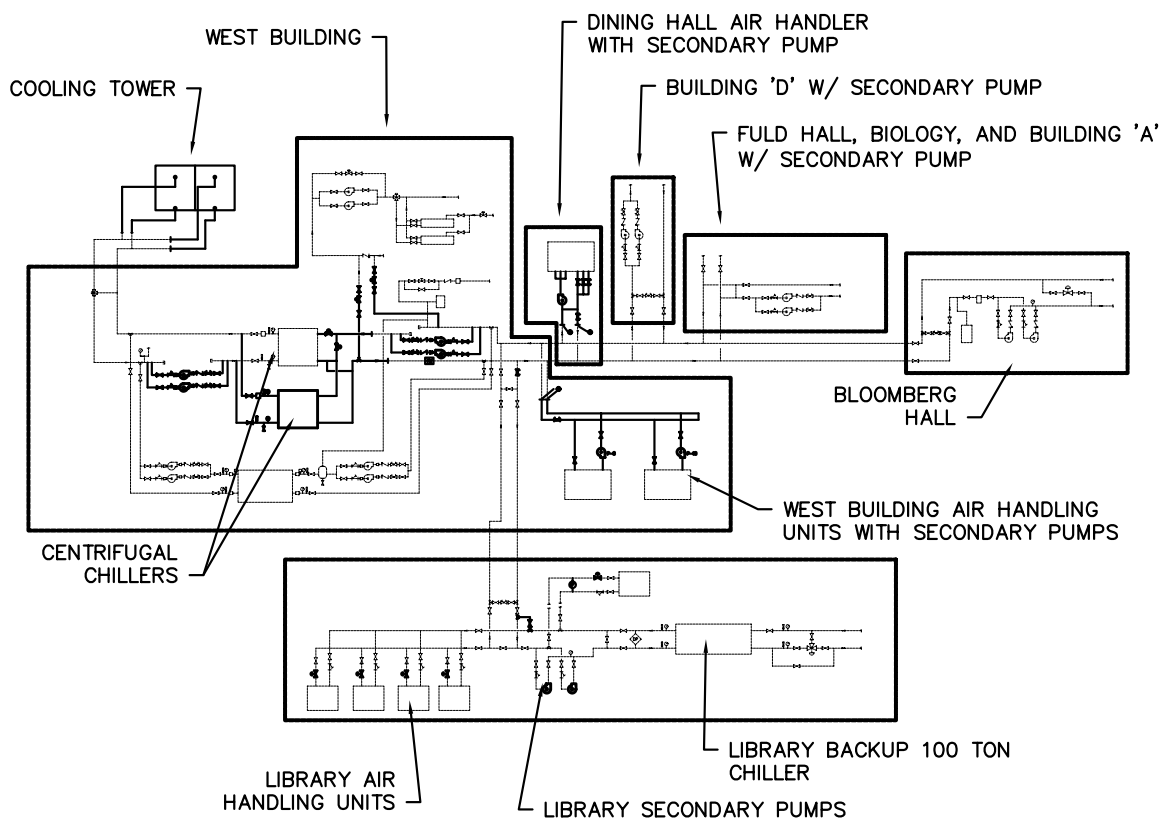 DINING HALL AIR HANDLER
WITH SECONDARY PUMP
WEST BUILDING
COOLING TOWER
BUILDING 'D' W/ SECONDARY PUMP
FULD HALL, BIOLOGY, AND BUILDING 'A'
W/ SECONDARY PUMP
BLOOMBERG
HALL
WEST BUILDING AIR HANDLING
UNITS WITH SECONDARY PUMPS
CENTRIFUGAL
CHILLERS
LIBRARY BACKUP 100 TON
CHILLER
LIBRARY AIR
HANDLING UNITS
LIBRARY SECONDARY PUMPS